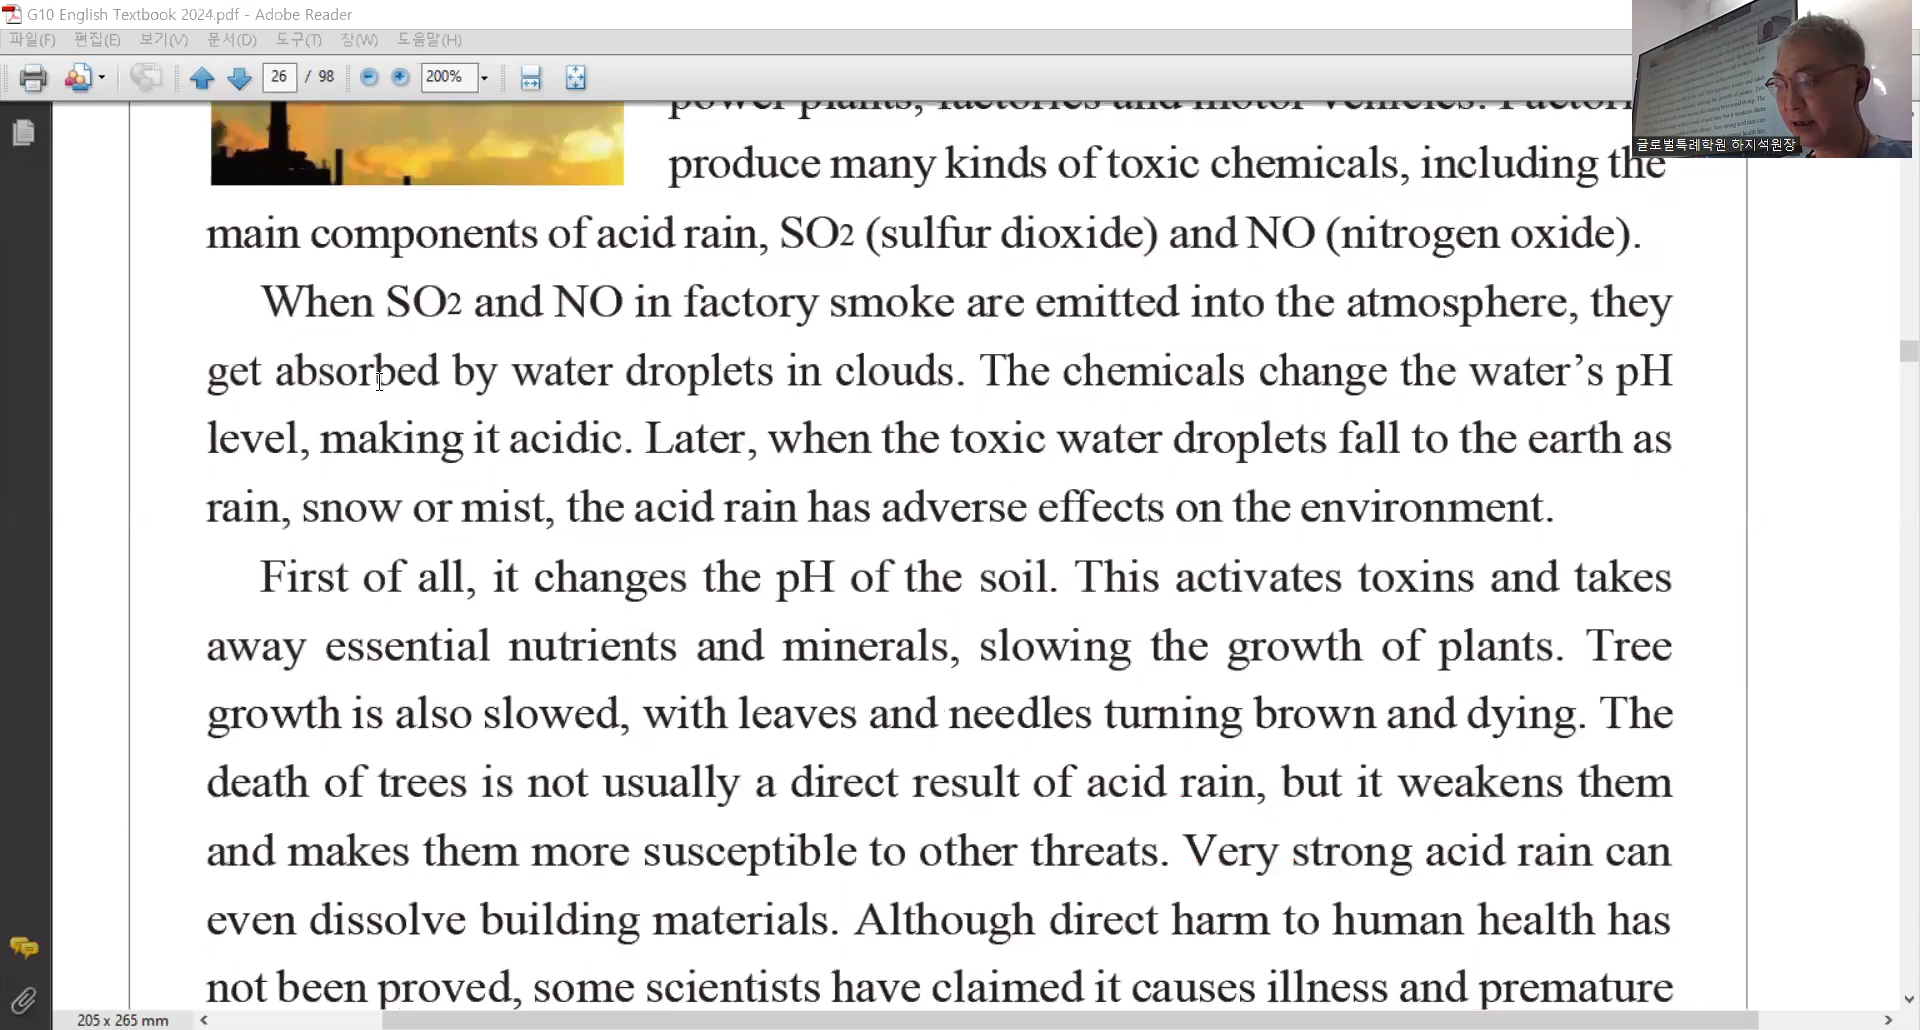 G10 English Textbook 2024.pdf - Adobe Reader
파일(F) 편집(E) 보기(V) 문서(D) 도구(T) 창(W) 도움말(H)
26 / 98 200%
글로벌특례학원 하지석원장
power plants, factories and motor vehicles. Factories
produce many kinds of toxic chemicals, including the
main components of acid rain, SO2 (sulfur dioxide) and NO (nitrogen oxide).
When SO2 and NO in factory smoke are emitted into the atmosphere, they
get absorbed by water droplets in clouds. The chemicals change the water’s pH
level, making it acidic. Later, when the toxic water droplets fall to the earth as
rain, snow or mist, the acid rain has adverse effects on the environment.
First of all, it changes the pH of the soil. This activates toxins and takes
away essential nutrients and minerals, slowing the growth of plants. Tree
growth is also slowed, with leaves and needles turning brown and dying. The
death of trees is not usually a direct result of acid rain, but it weakens them
and makes them more susceptible to other threats. Very strong acid rain can
even dissolve building materials. Although direct harm to human health has
not been proved, some scientists have claimed it causes illness and premature
205 x 265 mm